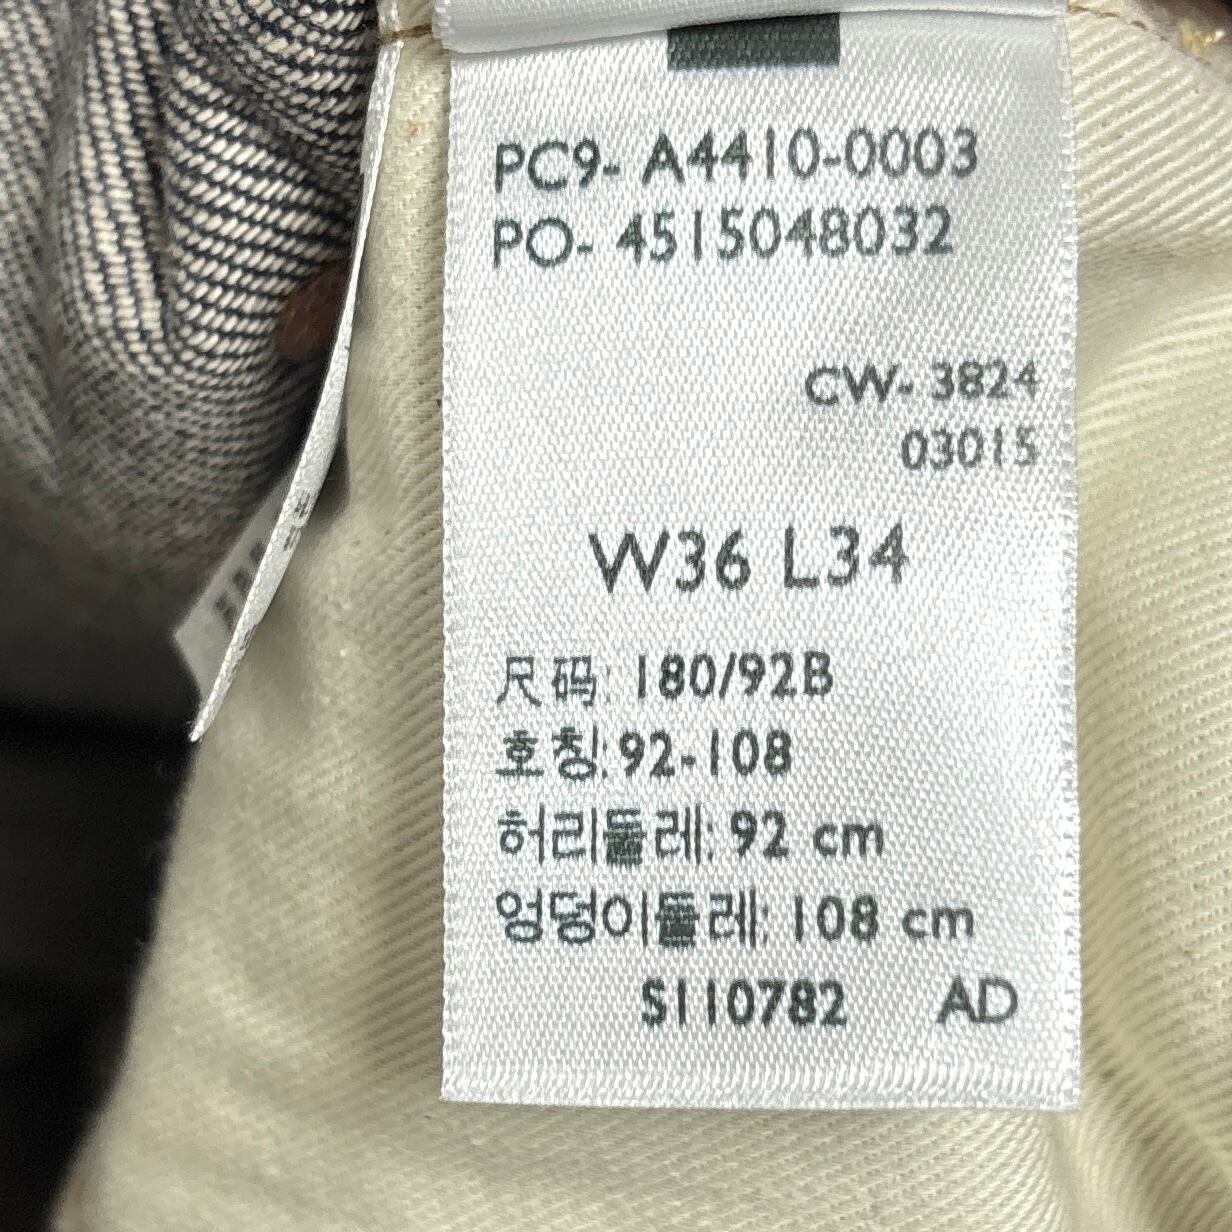 PC9- A4410-0003
PO- 4515048032
CW- 3824
03015
W36 L34
尺码: 180/92B
호칭: 92-108
허리둘레: 92 cm
엉덩이둘레: 108 cm
S110782 AD